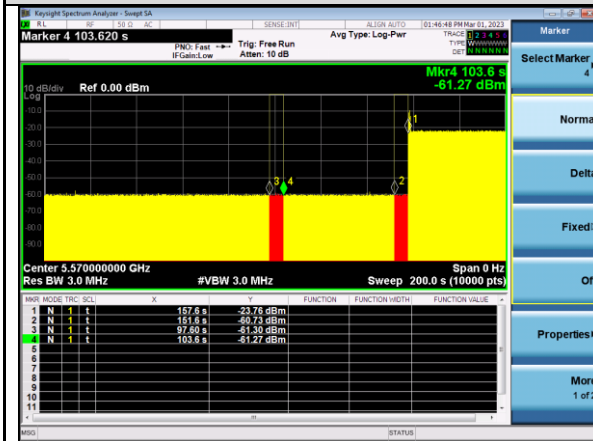 Keysight Spectrum Analyzer - Swept SA
RL RF 50 Ω AC SENSE:INT ALIGN AUTO 01:46:48 PM Mar 01, 2023
Marker 4 103.620 s
PNO: Fast
IFGain:Low
Trig: Free Run
Atten: 10 dB
Avg Type: Log-Pwr
TRACE 1 2 3 4 5 6
TYPE WWWWWW
DET NNNNNN
Mkr4 103.6 s
-61.27 dBm
10 dB/div Ref 0.00 dBm
Log
-10.0
-20.0
-30.0
-40.0
-50.0
-60.0
-70.0
-80.0
-90.0
1
2
3
4
Center 5.570000000 GHz Span 0 Hz
Res BW 3.0 MHz #VBW 3.0 MHz Sweep 200.0 s (10000 pts)
MKR MODE TRC SCL X Y FUNCTION FUNCTION WIDTH FUNCTION VALUE
1 N 1 t 157.6 s -23.76 dBm
2 N 1 t 151.6 s -60.73 dBm
3 N 1 t 97.60 s -61.30 dBm
4 N 1 t 103.6 s -61.27 dBm
5
6
7
8
9
10
11
MSG STATUS
Marker
Select Marker
4
Norma
Delta
Fixed
Of
Properties
More
1 of 2